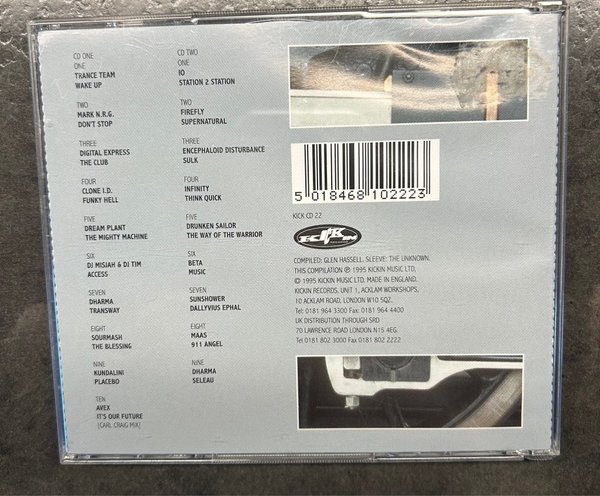 CD ONE
ONE
TRANCE TEAM
WAKE UP
TWO
MARK N.R.G.
DON'T STOP
THREE
DIGITAL EXPRESS
THE CLUB
FOUR
CLONE I.D.
FUNKY HELL
FIVE
DREAM PLANT
THE MIGHTY MACHINE
SIX
DJ MISJAH & DJ TIM
ACCESS
SEVEN
DHARMA
TRANSWAY
EIGHT
SOURMASH
THE BLESSING
NINE
KUNDALINI
PLACEBO
TEN
AVEX
IT'S OUR FUTURE
(CARL CRAIG MIX)
CD TWO
ONE
IO
STATION 2 STATION
TWO
FIREFLY
SUPERNATURAL
THREE
ENCEPHALOID DISTURBANCE
SULK
FOUR
INFINITY
THINK QUICK
FIVE
DRUNKEN SAILOR
THE WAY OF THE WARRIOR
SIX
BETA
MUSIC
SEVEN
SUNSHOWER
DALLYVIUS EPHAL
EIGHT
MAAS
911 ANGEL
NINE
DHARMA
SELEAU
5 018468 102223
KICK CD 22
KICKIN
RECORDS
COMPILED: GLEN HASSELL. SLEEVE: THE UNKNOWN.
THIS COMPILATION ℗ 1995 KICKIN MUSIC LTD,
© 1995 KICKIN MUSIC LTD. MADE IN ENGLAND.
KICKIN RECORDS, UNIT 1, ACKLAM WORKSHOPS,
10 ACKLAM ROAD, LONDON W10 5QZ.
Tel: 0181 964 3300 Fax: 0181 964 4400
UK DISTRIBUTION THROUGH SRD
70 LAWRENCE ROAD LONDON N15 4EG.
Tel 0181 802 3000 Fax 0181 802 2222